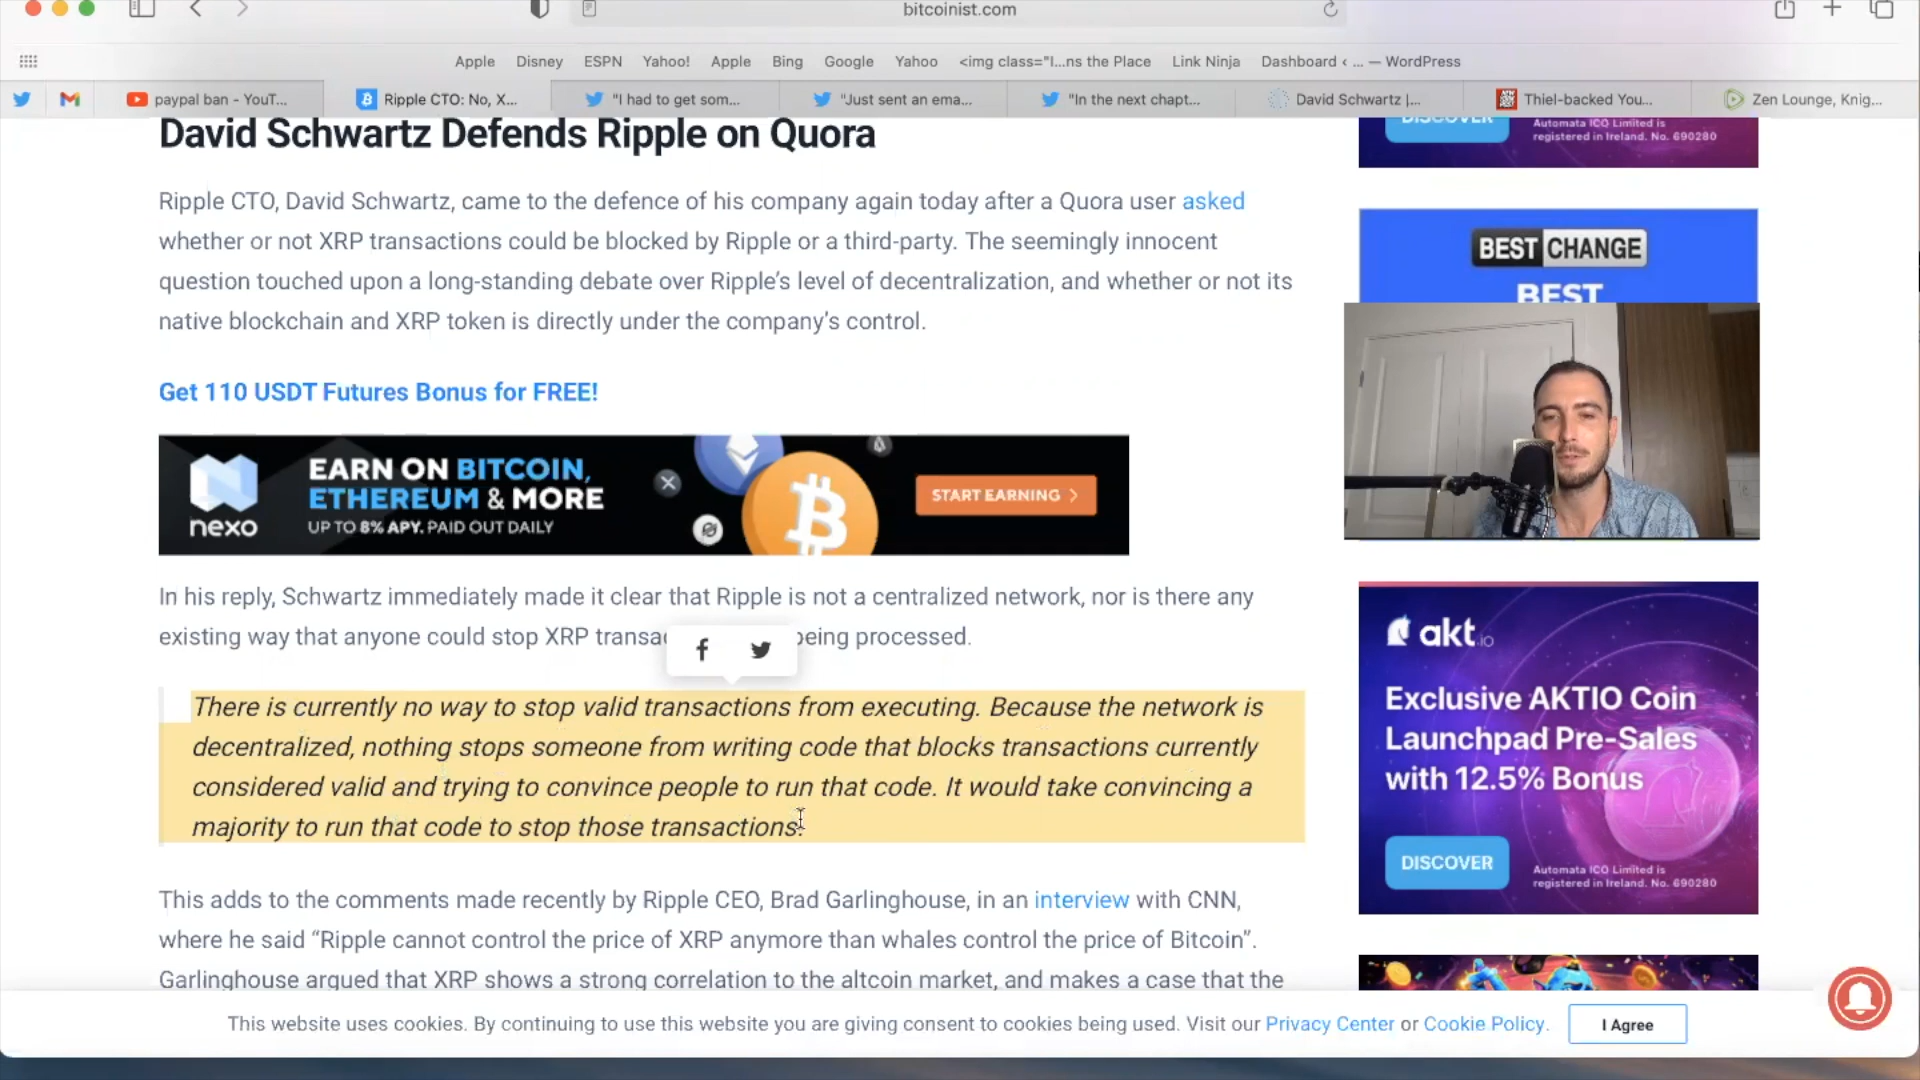 bitcoinist.com
Apple Disney ESPN Yahoo! Apple Bing Google Yahoo <img class="l...ns the Place Link Ninja Dashboard ‹ ... — WordPress
paypal ban - YouT... Ripple CTO: No, X... "I had to get som... "Just sent an ema... "In the next chapt... David Schwartz |... Thiel-backed You... Zen Lounge, Knig...
David Schwartz Defends Ripple on Quora
Ripple CTO, David Schwartz, came to the defence of his company again today after a Quora user asked
whether or not XRP transactions could be blocked by Ripple or a third-party. The seemingly innocent
question touched upon a long-standing debate over Ripple's level of decentralization, and whether or not its
native blockchain and XRP token is directly under the company's control.
Get 110 USDT Futures Bonus for FREE!
nexo
EARN ON BITCOIN,
ETHEREUM & MORE
UP TO 8% APY. PAID OUT DAILY
START EARNING >
In his reply, Schwartz immediately made it clear that Ripple is not a centralized network, nor is there any
existing way that anyone could stop XRP transac being processed.
There is currently no way to stop valid transactions from executing. Because the network is
decentralized, nothing stops someone from writing code that blocks transactions currently
considered valid and trying to convince people to run that code. It would take convincing a
majority to run that code to stop those transactions.
This adds to the comments made recently by Ripple CEO, Brad Garlinghouse, in an interview with CNN,
where he said “Ripple cannot control the price of XRP anymore than whales control the price of Bitcoin”.
Garlinghouse argued that XRP shows a strong correlation to the altcoin market, and makes a case that the
DISCOVER
Automata ICO Limited is
registered in Ireland. No. 690280
BEST CHANGE
BEST
akt.io
Exclusive AKTIO Coin
Launchpad Pre-Sales
with 12.5% Bonus
DISCOVER
Automata ICO Limited is
registered in Ireland. No. 690280
This website uses cookies. By continuing to use this website you are giving consent to cookies being used. Visit our Privacy Center or Cookie Policy.
I Agree